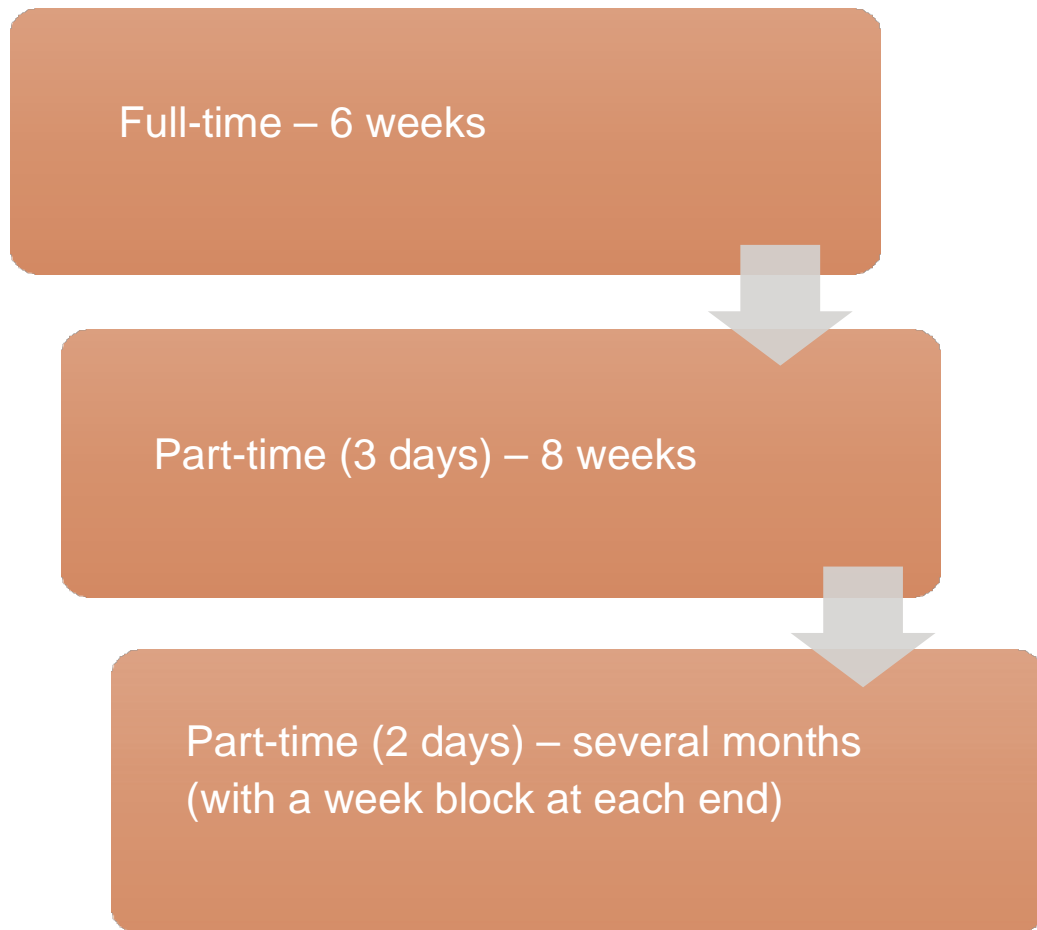 Full-time – 6 weeks
Part-time (3 days) – 8 weeks
Part-time (2 days) – several months
(with a week block at each end)